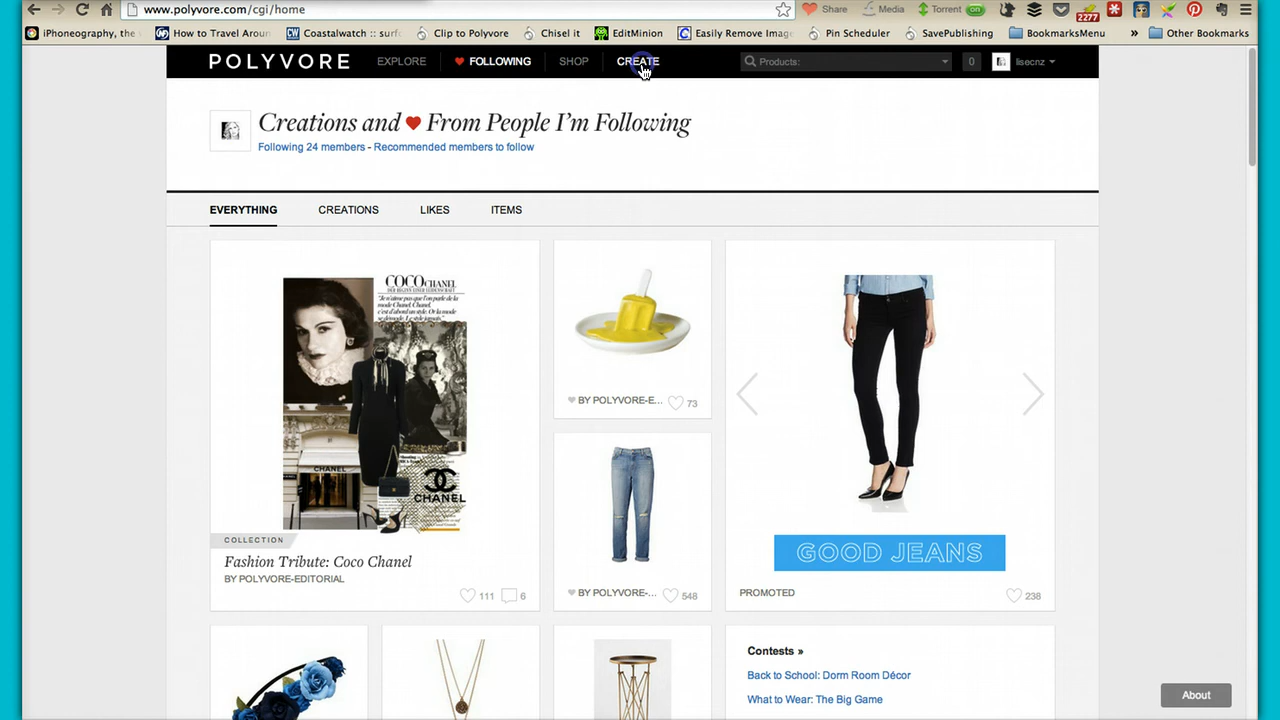 www.polyvore.com/cgi/home
Share
Media
Torrent on
2277
iPhoneography, the
How to Travel Aroun
Coastalwatch :: surfc
Clip to Polyvore
Chisel it
EditMinion
Easily Remove Image
Pin Scheduler
SavePublishing
BookmarksMenu
»
Other Bookmarks
POLYVORE
EXPLORE
FOLLOWING
SHOP
CREATE
Products:
0
lisecnz
Creations and ♥ From People I'm Following
Following 24 members - Recommended members to follow
EVERYTHING
CREATIONS
LIKES
ITEMS
COCO CHANEL
CHANEL
CHANEL
COLLECTION
Fashion Tribute: Coco Chanel
BY POLYVORE-EDITORIAL
111
6
BY POLYVORE-E...
73
BY POLYVORE-...
548
GOOD JEANS
PROMOTED
238
Contests »
Back to School: Dorm Room Décor
What to Wear: The Big Game
About